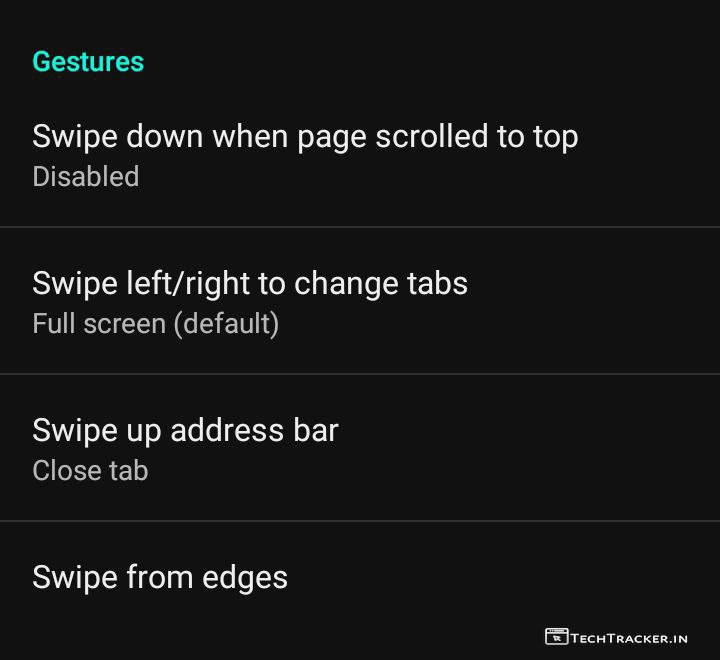 Gestures
Swipe down when page scrolled to top
Disabled
Swipe left/right to change tabs
Full screen (default)
Swipe up address bar
Close tab
Swipe from edges
TECHTRACKER.IN